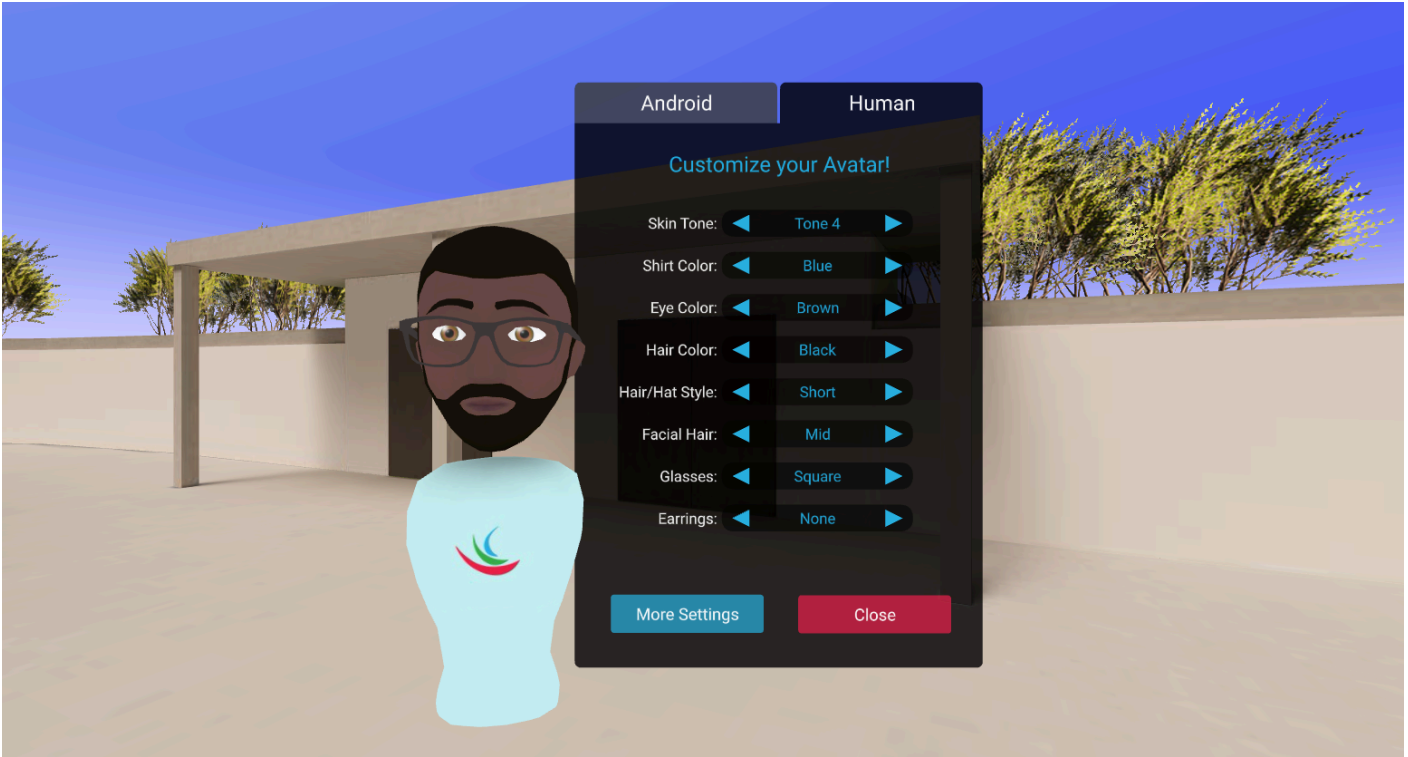 Android Human
Customize your Avatar!
Skin Tone: Tone 4
Shirt Color: Blue
Eye Color: Brown
Hair Color: Black
Hair/Hat Style: Short
Facial Hair: Mid
Glasses: Square
Earrings: None
More Settings Close